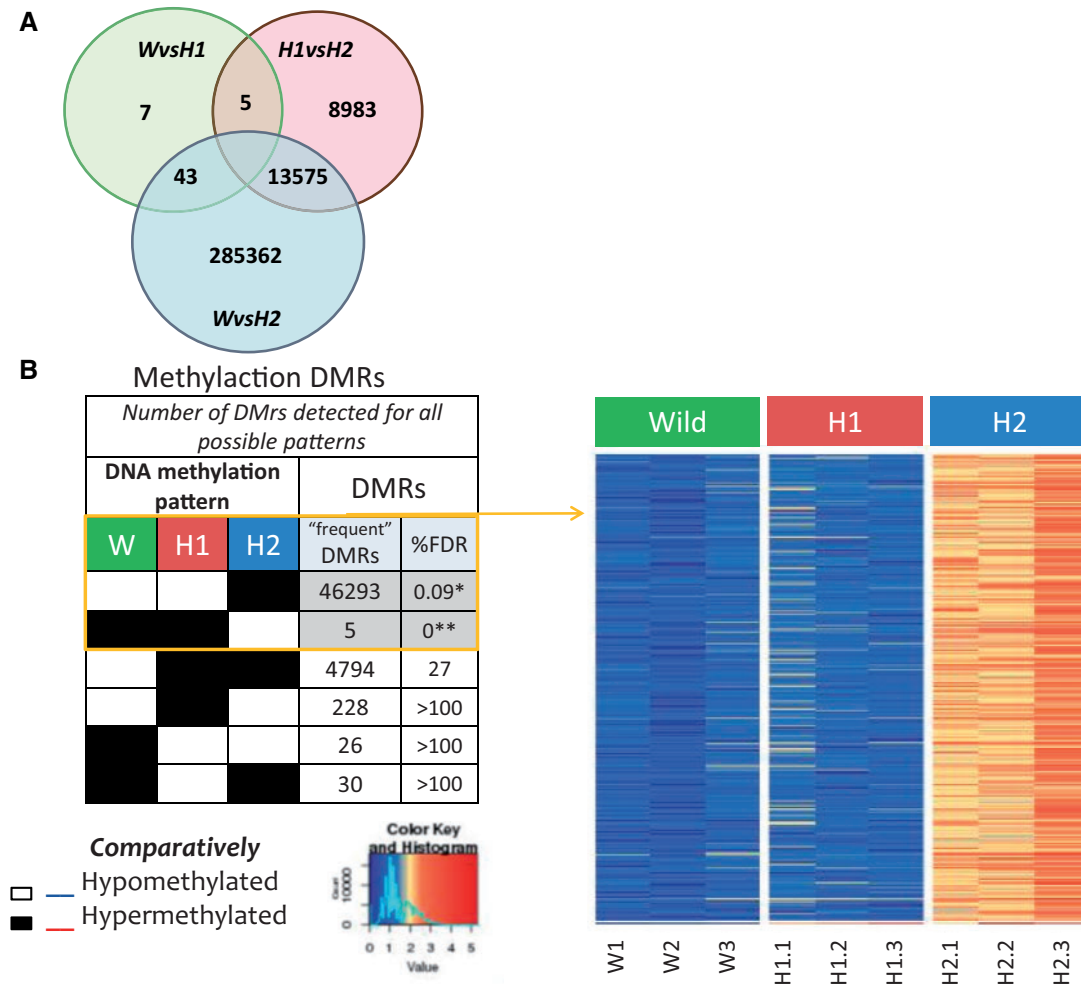 A
WvsH1
H1vsH2
7
5
8983
43
13575
285362
WvsH2
B
Methylaction DMRs
Number of DMrs detected for all
possible patterns
DNA methylation
pattern
DMRs
W H1 H2 "frequent" DMRs %FDR
46293 0.09*
5 0**
4794 27
228 >100
26 >100
30 >100
Comparatively
Hypomethylated
Hypermethylated
Color Key
and Histogram
Count
0 10000
0 1 2 3 4 5
Value
Wild H1 H2
W1 W2 W3 H1.1 H1.2 H1.3 H2.1 H2.2 H2.3